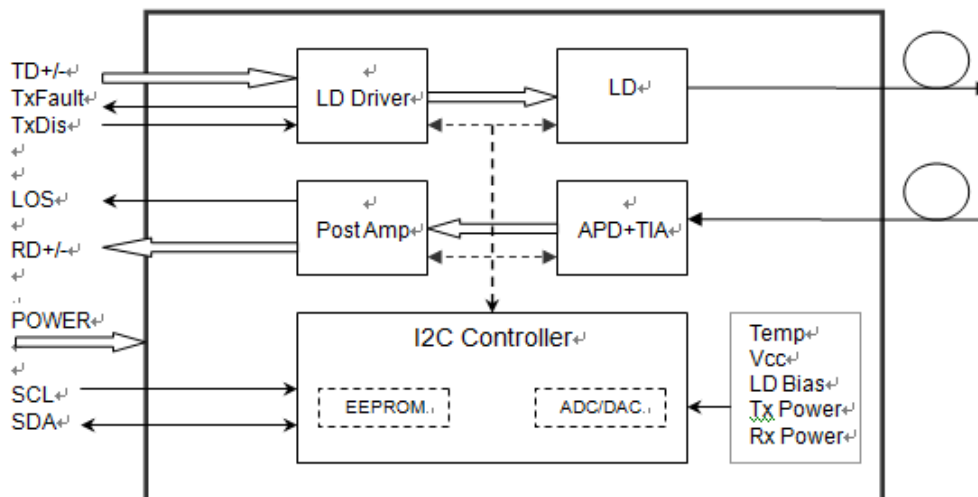 TD+/-
TxFault
TxDis
LOS
RD+/-
POWER
SCL
SDA
LD Driver
LD
Post Amp
APD+TIA
I2C Controller
EEPROM
ADC/DAC
Temp
Vcc
LD Bias
Tx Power
Rx Power